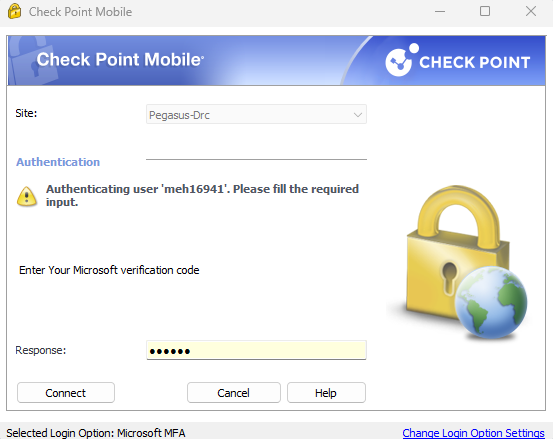 Check Point Mobile
Check Point Mobile®
CHECK POINT
Site:
Pegasus-Drc
Authentication
Authenticating user 'meh16941'. Please fill the required
input.
Enter Your Microsoft verification code
Response:
••••••
Connect
Cancel
Help
Selected Login Option: Microsoft MFA
Change Login Option Settings